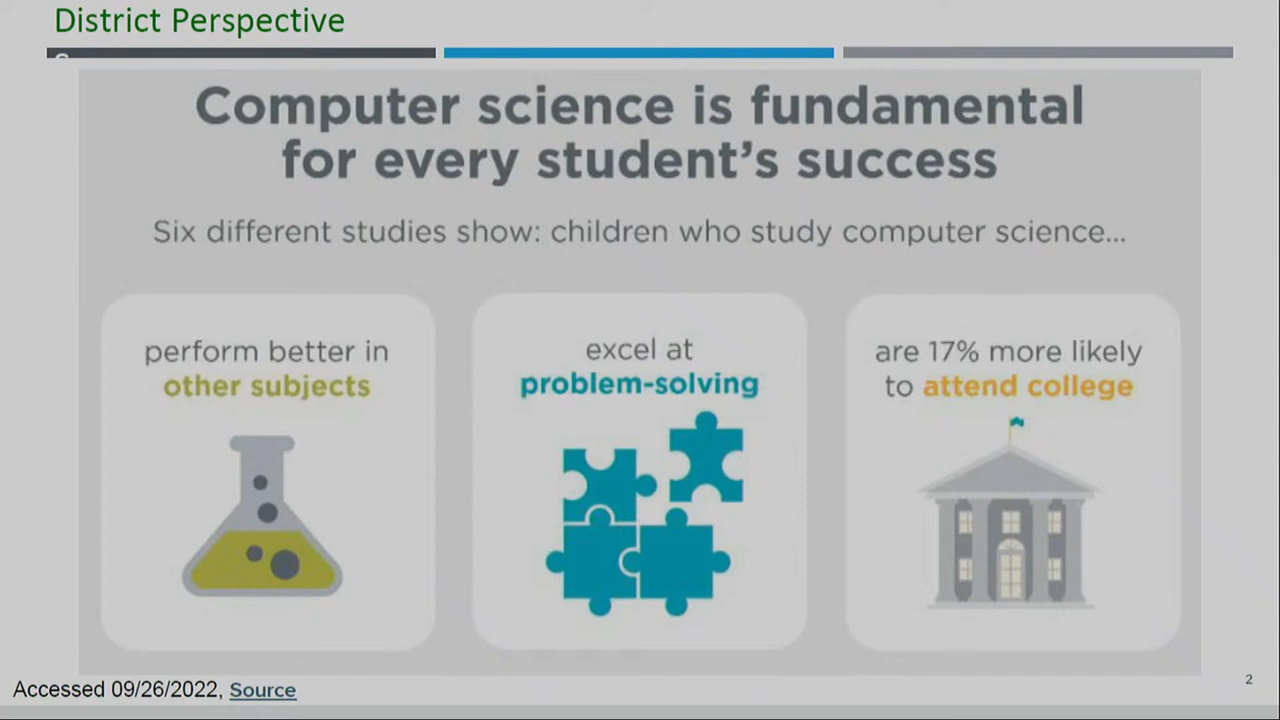 District Perspective
Computer science is fundamental
for every student's success
Six different studies show: children who study computer science...
perform better in
other subjects
excel at
problem-solving
are 17% more likely
to attend college
Accessed 09/26/2022, Source
2